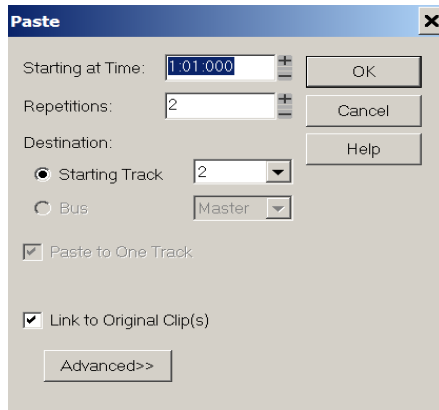 Paste
Starting at Time: 1:01:000
OK
Repetitions: 2
Cancel
Destination:
Help
Starting Track 2
Bus Master
Paste to One Track
Link to Original Clip(s)
Advanced>>